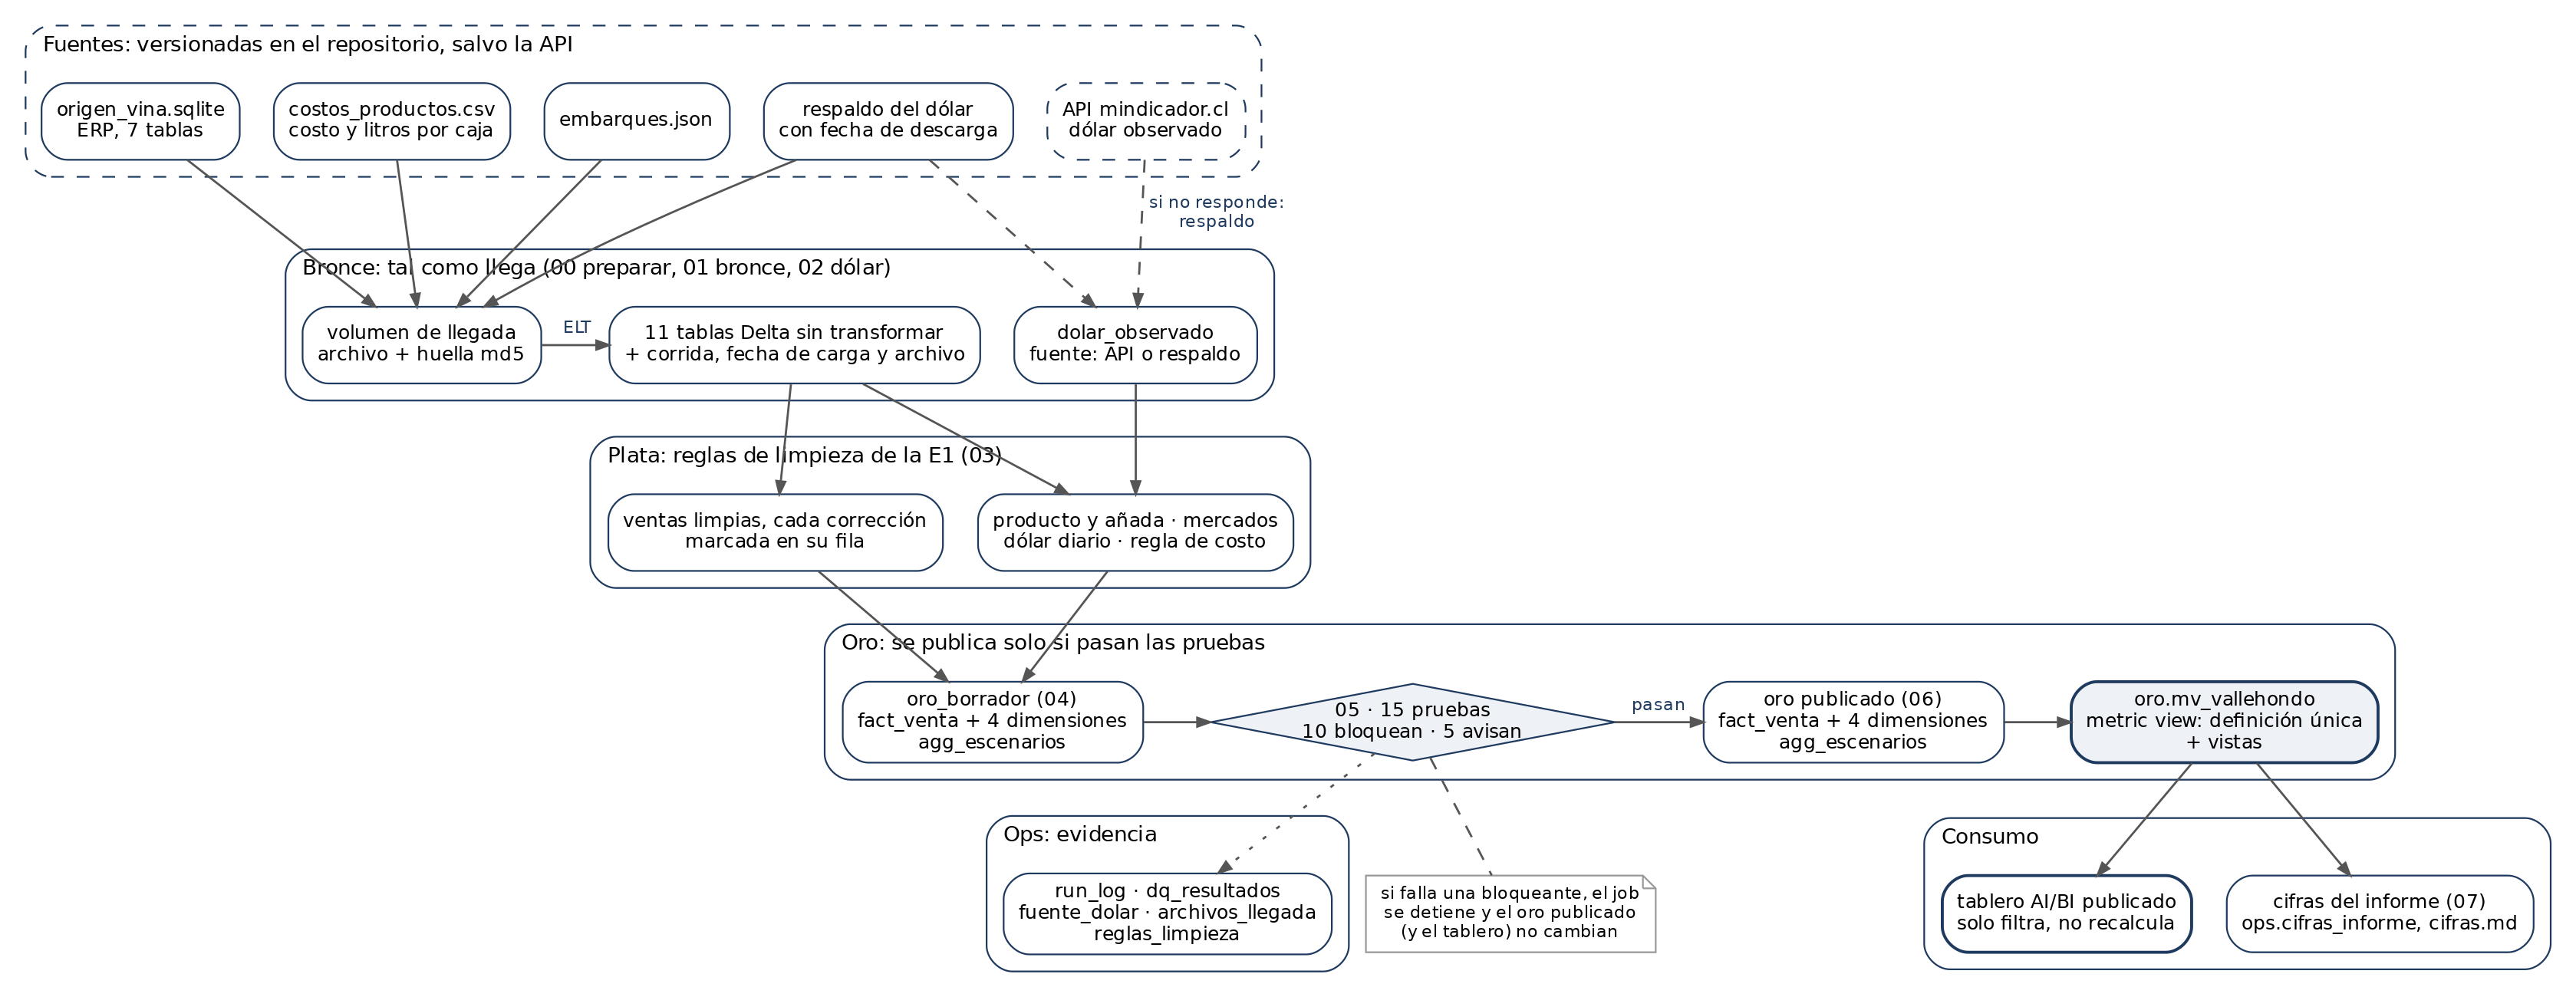 Fuentes: versionadas en el repositorio, salvo la API
origen_vina.sqlite
ERP, 7 tablas
costos_productos.csv
costo y litros por caja
embarques.json
respaldo del dólar
con fecha de descarga
API mindicador.cl
dólar observado
si no responde:
respaldo
Bronce: tal como llega (00 preparar, 01 bronce, 02 dólar)
volumen de llegada
archivo + huella md5
ELT
11 tablas Delta sin transformar
+ corrida, fecha de carga y archivo
dolar_observado
fuente: API o respaldo
Plata: reglas de limpieza de la E1 (03)
ventas limpias, cada corrección
marcada en su fila
producto y añada · mercados
dólar diario · regla de costo
Oro: se publica solo si pasan las pruebas
oro_borrador (04)
fact_venta + 4 dimensiones
agg_escenarios
05 · 15 pruebas
10 bloquean · 5 avisan
pasan
oro publicado (06)
fact_venta + 4 dimensiones
agg_escenarios
oro.mv_vallehondo
metric view: definición única
+ vistas
Ops: evidencia
run_log · dq_resultados
fuente_dolar · archivos_llegada
reglas_limpieza
si falla una bloqueante, el job
se detiene y el oro publicado
(y el tablero) no cambian
Consumo
tablero AI/BI publicado
solo filtra, no recalcula
cifras del informe (07)
ops.cifras_informe, cifras.md